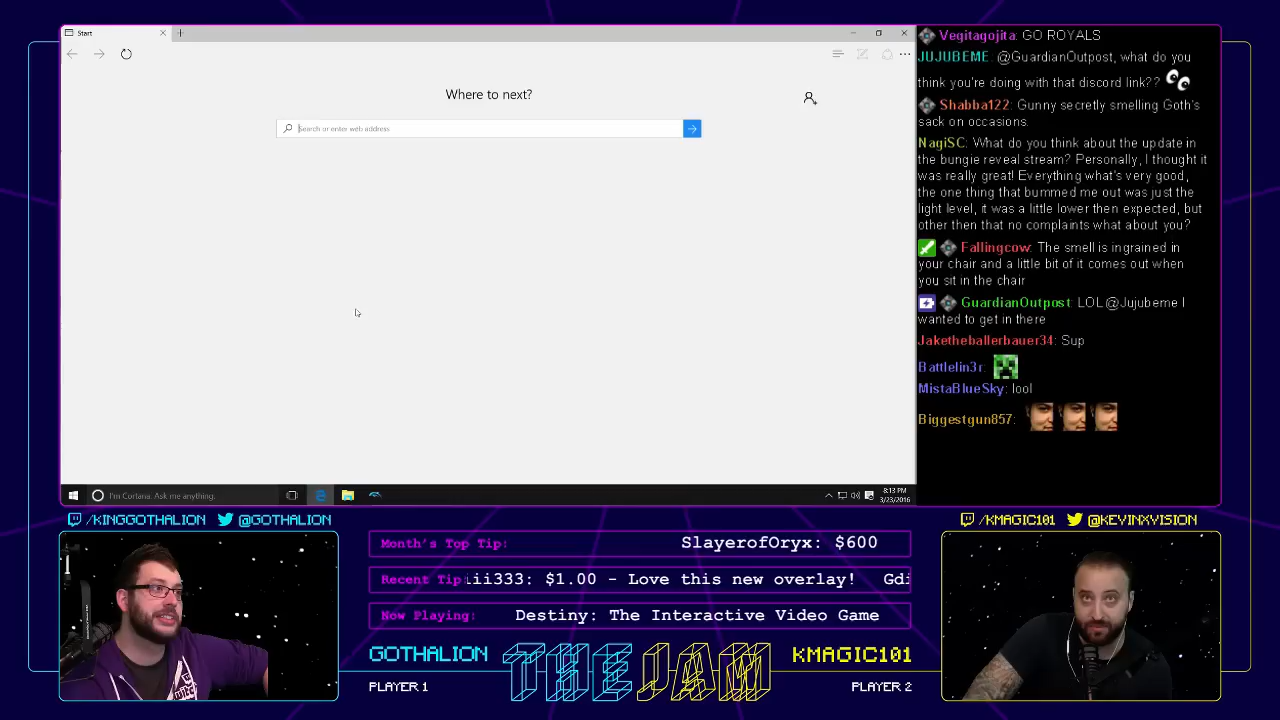 Start
Where to next?
Search or enter web address
I'm Cortana. Ask me anything.
8:13 PM
3/23/2016
Vegitagojita: GO ROYALS
JUJUBEME: @GuardianOutpost, what do you
think you're doing with that discord link??
Shabba122: Gunny secretly smelling Goth's
sack on occasions.
NagiSC: What do you think about the update in
the bungie reveal stream? Personally, I thought it
was really great! Everything what's very good,
the one thing that bummed me out was just the
light level, it was a little lower then expected, but
other then that no complaints what about you?
Fallingcow: The smell is ingrained in
your chair and a little bit of it comes out when
you sit in the chair
GuardianOutpost: LOL @Jujubeme I
wanted to get in there
Jaketheballerbauer34: Sup
Battlelin3r:
MistaBlueSky: lool
Biggestgun857:
/KINGGOTHALION @GOTHALION
/KMAGIC101 @KEVINXVISION
Month's Top Tip: SlayerofOryx: $600
Recent Tip: iii333: $1.00 - Love this new overlay! Gdi
Now Playing: Destiny: The Interactive Video Game
GOTHALION THE JAM KMAGIC101
PLAYER 1 PLAYER 2